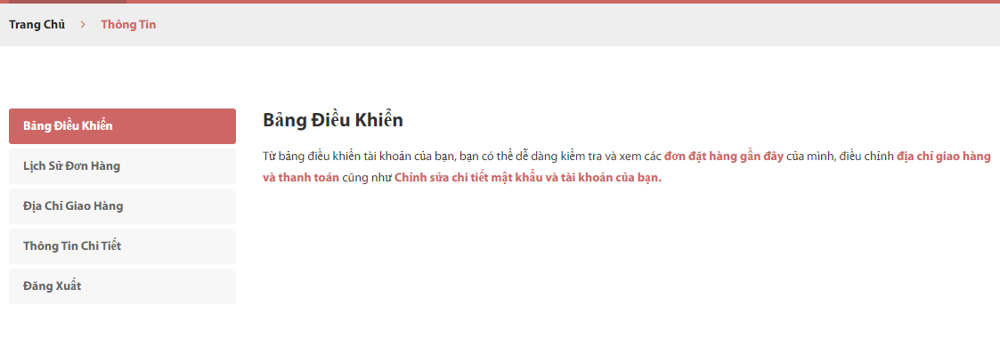 Trang Chủ > Thông Tin
Bảng Điều Khiển
Lịch Sử Đơn Hàng
Địa Chỉ Giao Hàng
Thông Tin Chi Tiết
Đăng Xuất
Bảng Điều Khiển
Từ bảng điều khiển tài khoản của bạn, bạn có thể dễ dàng kiểm tra và xem các đơn đặt hàng gần đây của mình, điều chỉnh địa chỉ giao hàng
và thanh toán cũng như Chỉnh sửa chi tiết mật khẩu và tài khoản của bạn.